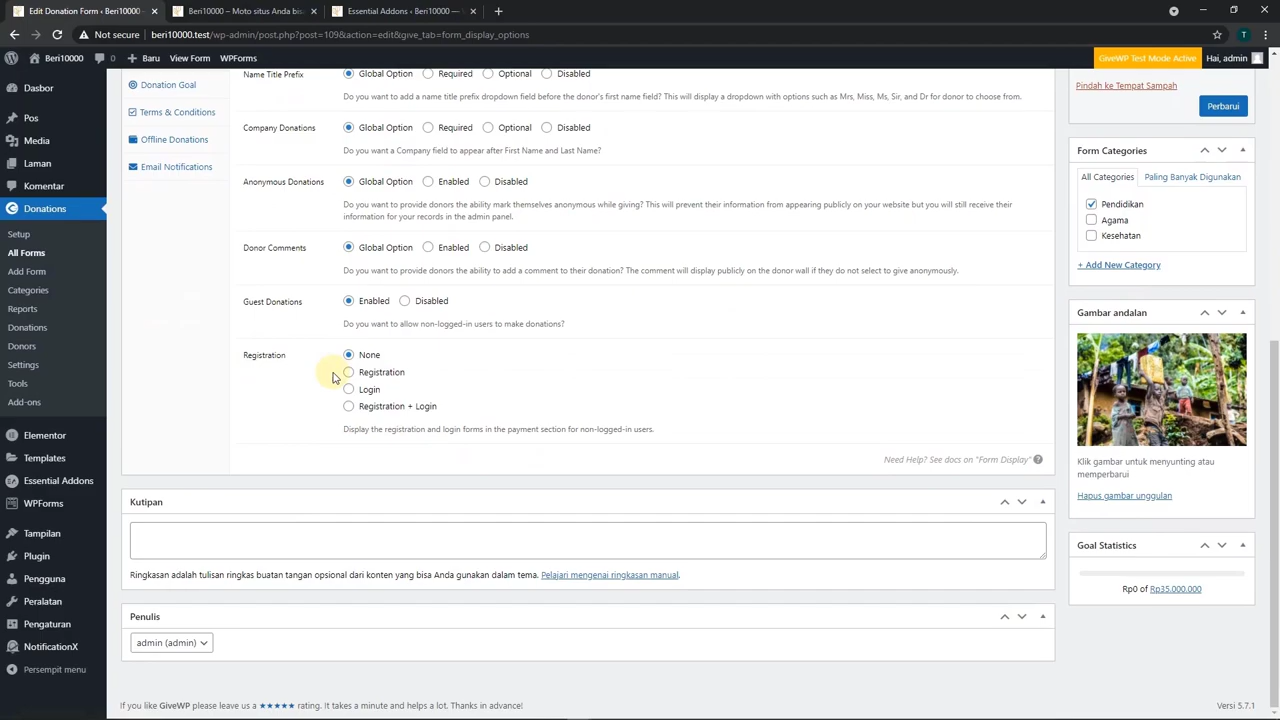 Edit Donation Form ‹ Beri10000 —
Beri10000 – Moto situs Anda bisa
Essential Addons ‹ Beri10000 —
Not secure
beri10000.test/wp-admin/post.php?post=109&action=edit&give_tab=form_display_options
T
Beri10000
0
Baru
View Form
WPForms
GiveWP Test Mode Active
Hai, admin
Dasbor
Pos
Media
Laman
Komentar
Donations
Setup
All Forms
Add Form
Categories
Reports
Donations
Donors
Settings
Tools
Add-ons
Elementor
Templates
Essential Addons
WPForms
Tampilan
Plugin
Pengguna
Peralatan
Pengaturan
NotificationX
Persempit menu
Donation Goal
Terms & Conditions
Offline Donations
Email Notifications
Name Title Prefix
Global Option Required Optional Disabled
Do you want to add a name title prefix dropdown field before the donor's first name field? This will display a dropdown with options such as Mrs, Miss, Ms, Sir, and Dr for donor to choose from.
Company Donations
Global Option Required Optional Disabled
Do you want a Company field to appear after First Name and Last Name?
Anonymous Donations
Global Option Enabled Disabled
Do you want to provide donors the ability mark themselves anonymous while giving? This will prevent their information from appearing publicly on your website but you will still receive their
information for your records in the admin panel.
Donor Comments
Global Option Enabled Disabled
Do you want to provide donors the ability to add a comment to their donation? The comment will display publicly on the donor wall if they do not select to give anonymously.
Guest Donations
Enabled Disabled
Do you want to allow non-logged-in users to make donations?
Registration
None
Registration
Login
Registration + Login
Display the registration and login forms in the payment section for non-logged-in users.
Need Help? See docs on "Form Display"
Kutipan
Ringkasan adalah tulisan ringkas buatan tangan opsional dari konten yang bisa Anda gunakan dalam tema. Pelajari mengenai ringkasan manual.
Penulis
admin (admin)
If you like GiveWP please leave us a ★★★★★ rating. It takes a minute and helps a lot. Thanks in advance!
Versi 5.7.1
Pindah ke Tempat Sampah
Perbarui
Form Categories
All Categories
Paling Banyak Digunakan
Pendidikan
Agama
Kesehatan
+ Add New Category
Gambar andalan
Klik gambar untuk menyunting atau
memperbarui
Hapus gambar unggulan
Goal Statistics
Rp0 of Rp35.000.000